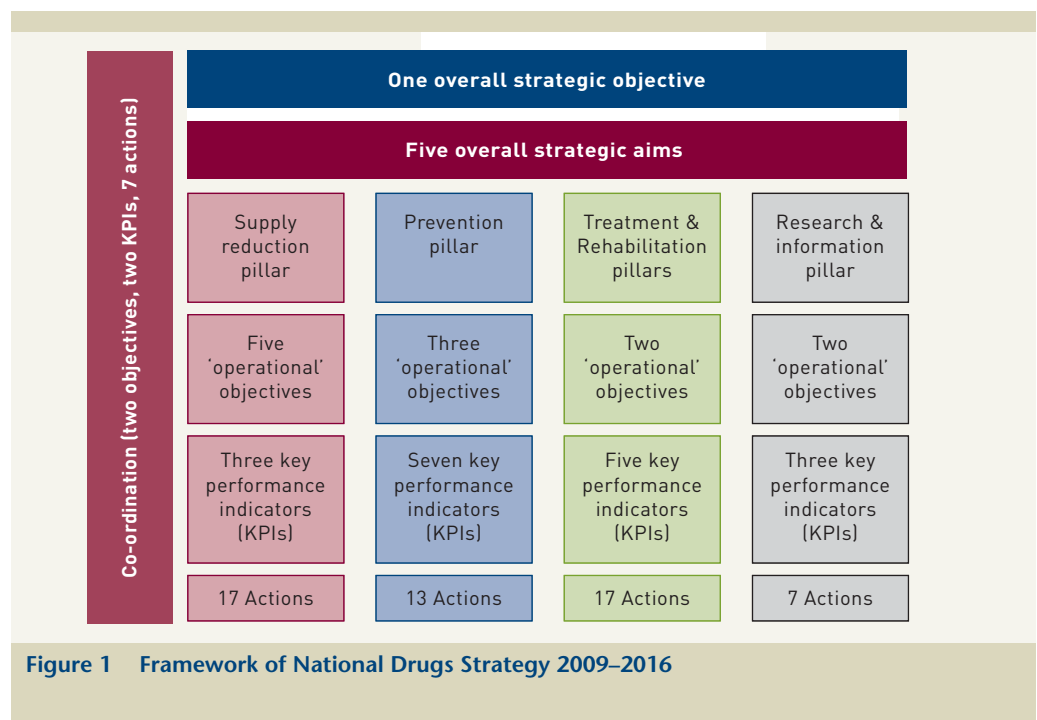 Co-ordination (two objectives, two KPIs, 7 actions)
One overall strategic objective
Five overall strategic aims
Supply
reduction
pillar
Prevention
pillar
Treatment &
Rehabilitation
pillars
Research &
information
pillar
Five
‘operational’
objectives
Three
‘operational’
objectives
Two
‘operational’
objectives
Two
‘operational’
objectives
Three key
performance
indicators
(KPIs)
Seven key
performance
indicators
(KPIs)
Five key
performance
indicators
(KPIs)
Three key
performance
indicators
(KPIs)
17 Actions
13 Actions
17 Actions
7 Actions
Figure 1 Framework of National Drugs Strategy 2009–2016